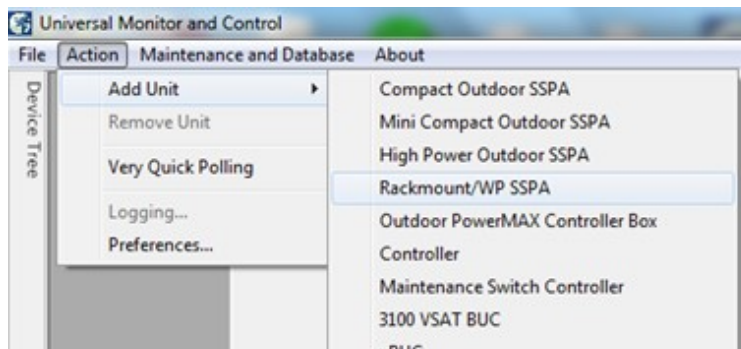 Universal Monitor and Control
File Action Maintenance and Database About
Device Tree
Add Unit
Remove Unit
Very Quick Polling
Logging...
Preferences...
Compact Outdoor SSPA
Mini Compact Outdoor SSPA
High Power Outdoor SSPA
Rackmount/WP SSPA
Outdoor PowerMAX Controller Box
Controller
Maintenance Switch Controller
3100 VSAT BUC